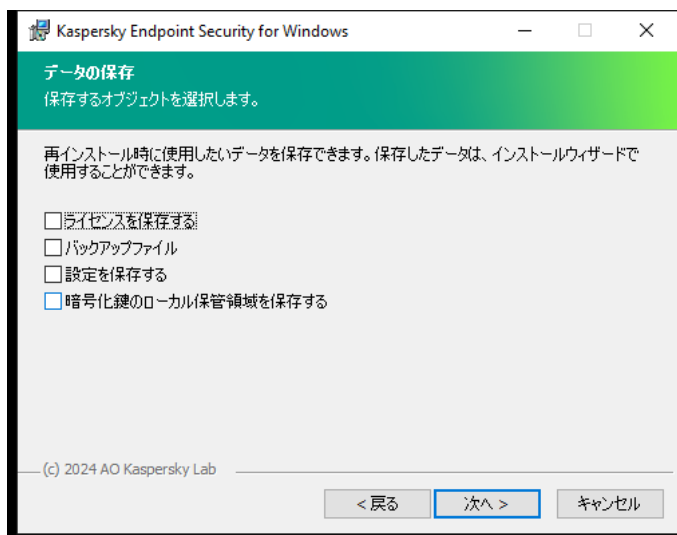 Kaspersky Endpoint Security for Windows
データの保存
保存するオブジェクトを選択します。
再インストール時に使用したいデータを保存できます。保存したデータは、インストールウィザードで
使用することができます。
ライセンスを保存する
バックアップファイル
設定を保存する
暗号化鍵のローカル保管領域を保存する
(c) 2024 AO Kaspersky Lab
< 戻る
次へ >
キャンセル